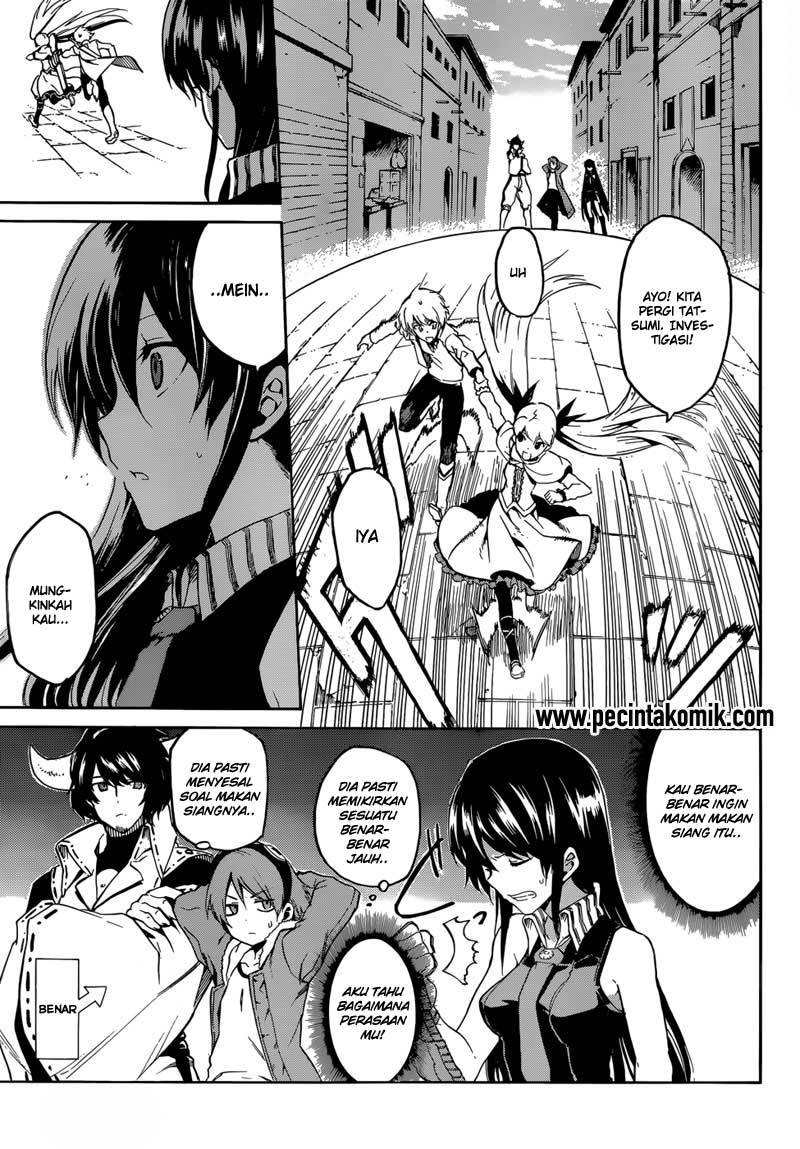 UH
AYO! KITA
PERGI TAT-
SUMI. INVES-
TIGASI!
IYA
..MEIN..
MUNG-
KINKAH
KAU...
www.pecintakomik.com
KAU BENAR-
BENAR INGIN
MAKAN MAKAN
SIANG ITU..
DIA PASTI
MEMIKIRKAN
SESUATU
BENAR-
BENAR
JAUH.
DIA PASTI
MENYESAL
SOAL MAKAN
SIANGNYA..
AKU TAHU
BAGAIMANA
PERASAAN
MU!
BENAR